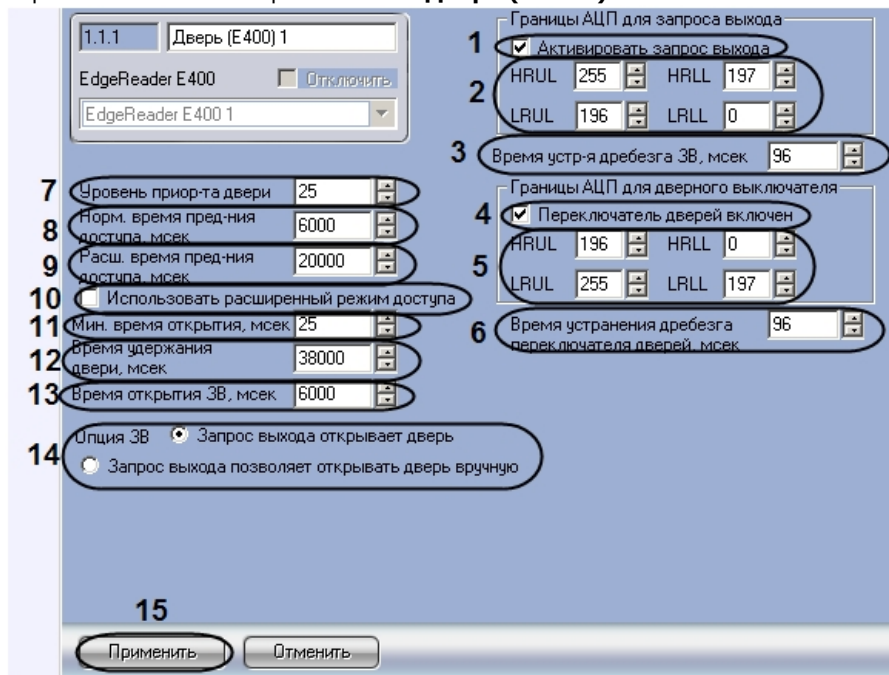 1.1.1 Дверь (E400) 1
EdgeReader E400 Отключить
EdgeReader E400 1
7 Уровень приор-та двери 25
8 Норм. время пред-ния доступа, мсек 6000
9 Расш. время пред-ния доступа, мсек 20000
10 Использовать расширенный режим доступа
11 Мин. время открытия, мсек 25
12 Время удержания двери, мсек 38000
13 Время открытия ЗВ, мсек 6000
14 Опция ЗВ Запрос выхода открывает дверь
Запрос выхода позволяет открывать дверь вручную
Границы АЦП для запроса выхода
1 Активировать запрос выхода
2 HRUL 255 HRLL 197
LRUL 196 LRLL 0
3 Время устр-я дребезга ЗВ, мсек 96
Границы АЦП для дверного выключателя
4 Переключатель дверей включен
5 HRUL 196 HRLL 0
LRUL 255 LRLL 197
6 Время устранения дребезга переключателя дверей, мсек 96
15
Применить Отменить